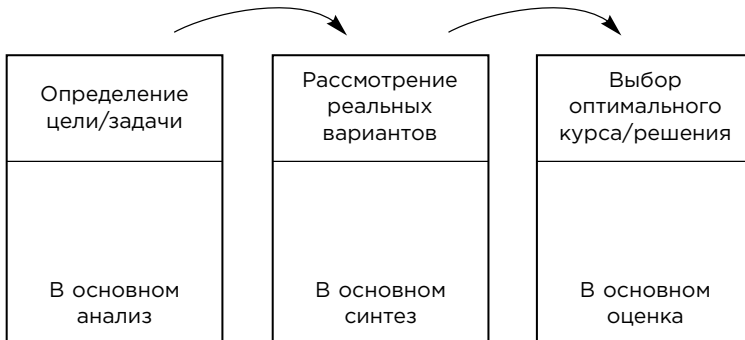 Определение
цели/задачи
Рассмотрение
реальных
вариантов
Выбор
оптимального
курса/решения
В основном
анализ
В основном
синтез
В основном
оценка